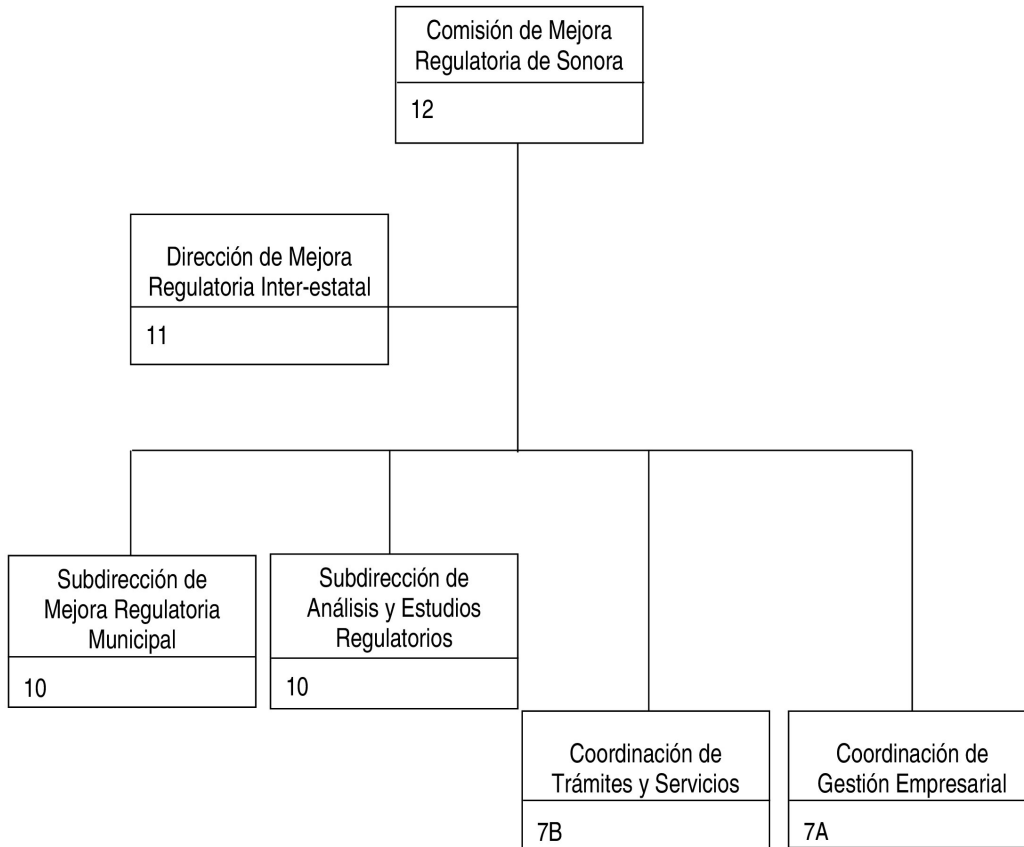 Comisión de Mejora
Regulatoria de Sonora
12
Dirección de Mejora
Regulatoria Inter-estatal
11
Subdirección de
Mejora Regulatoria
Municipal
10
Subdirección de
Análisis y Estudios
Regulatorios
10
Coordinación de
Trámites y Servicios
7B
Coordinación de
Gestión Empresarial
7A